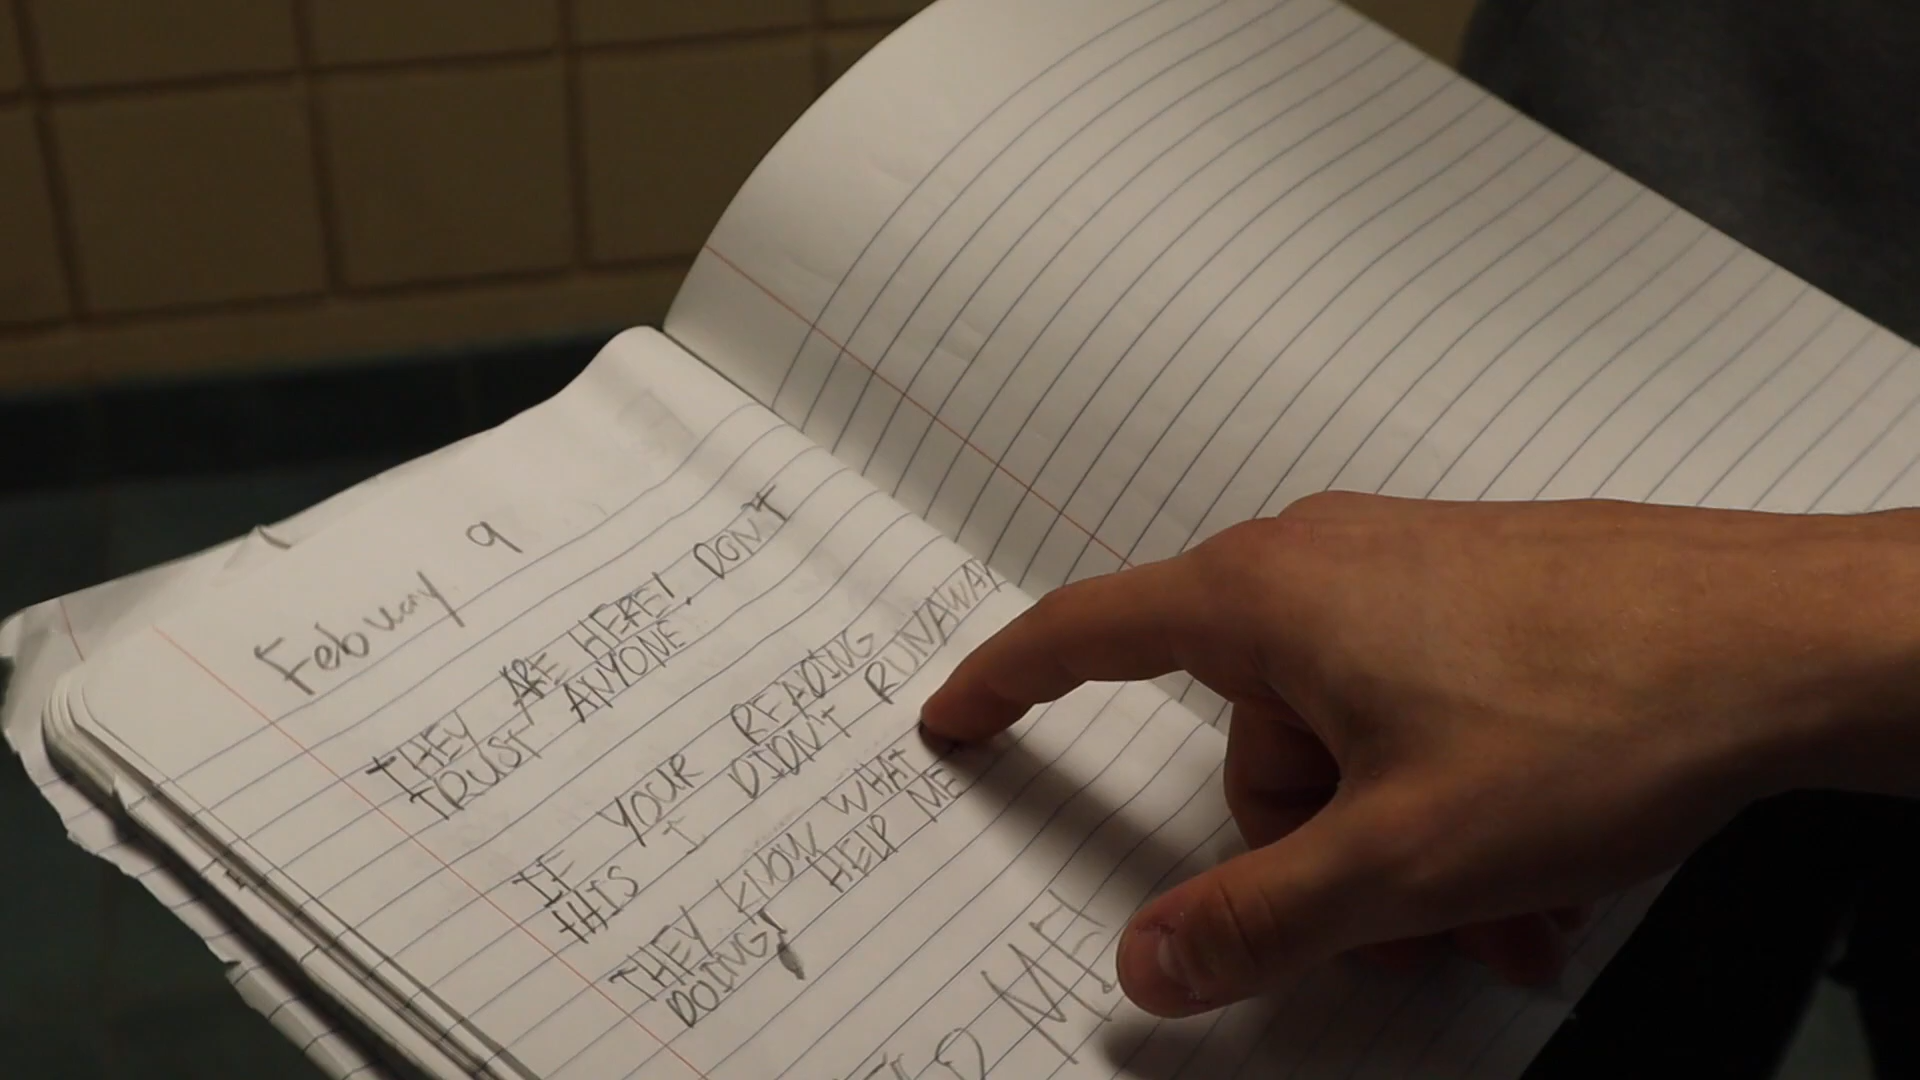 Febuary 9
THEY ARE HERE!. DON'T
TRUST ANYONE
IF YOUR READING
THIS I DIDN'T RUNAWAY
THEY KNOW WHAT
DOING! HELP ME
ME!